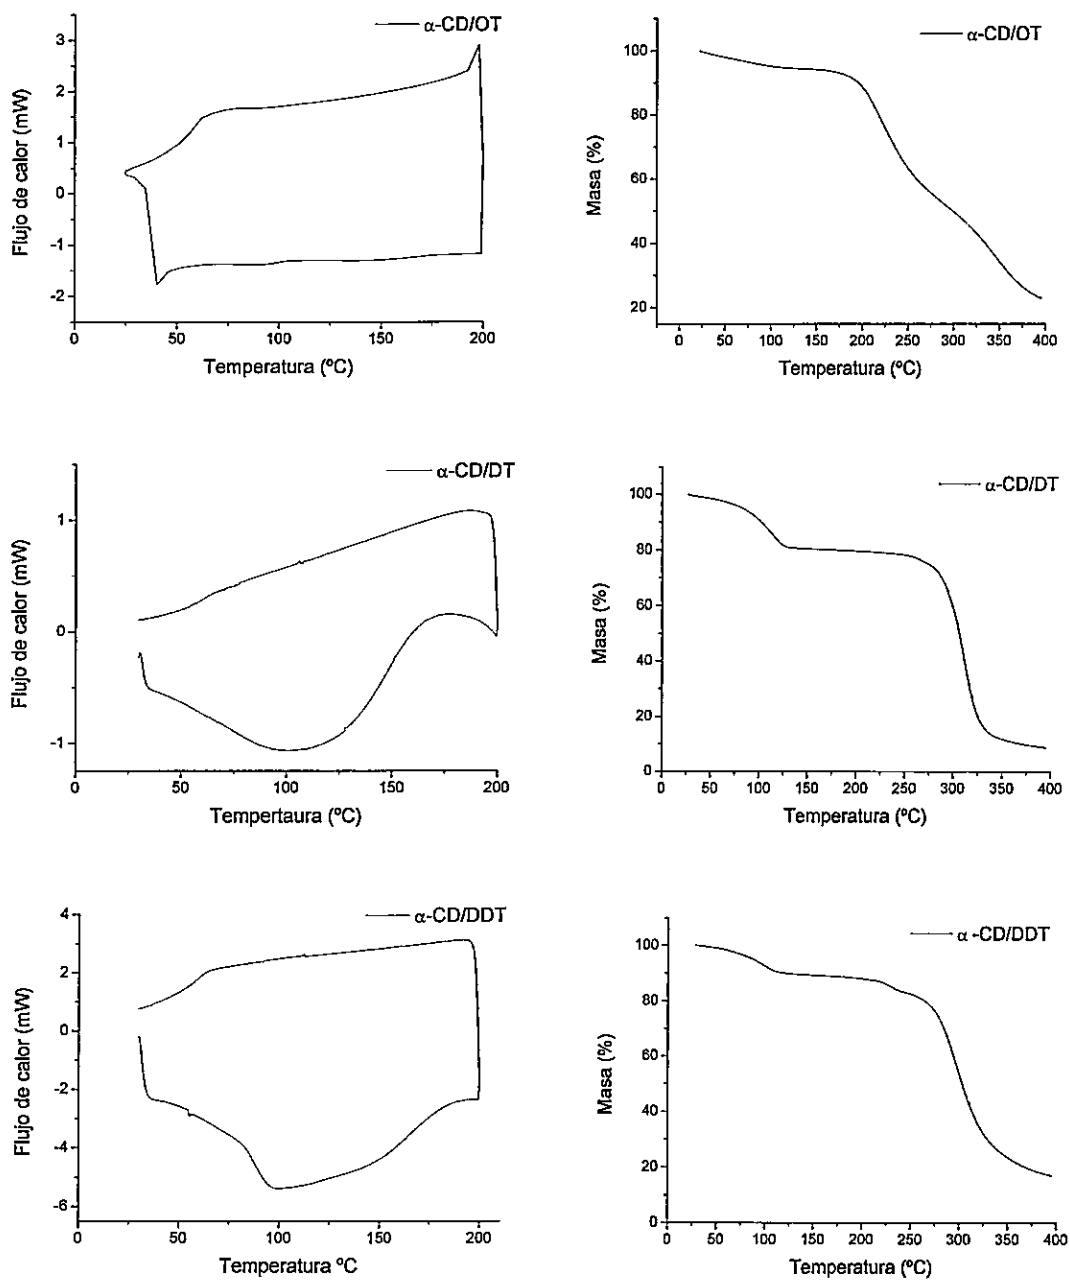 α-CD/OT
Flujo de calor (mW)
3
2
1
0
-1
-2
0 50 100 150 200
Temperatura (ºC)
α-CD/OT
Masa (%)
100
80
60
40
20
0 50 100 150 200 250 300 350 400
Temperatura (ºC)
α-CD/DT
Flujo de calor (mW)
1
0
-1
0 50 100 150 200
Tempertaura (ºC)
α-CD/DT
Masa (%)
100
80
60
40
20
0
0 50 100 150 200 250 300 350 400
Temperatura (ºC)
α-CD/DDT
Flujo de calor (mW)
4
2
0
-2
-4
-6
0 50 100 150 200
Temperatura ºC
α-CD/DDT
Masa (%)
100
80
60
40
20
0
0 50 100 150 200 250 300 350 400
Temperatura (ºC)